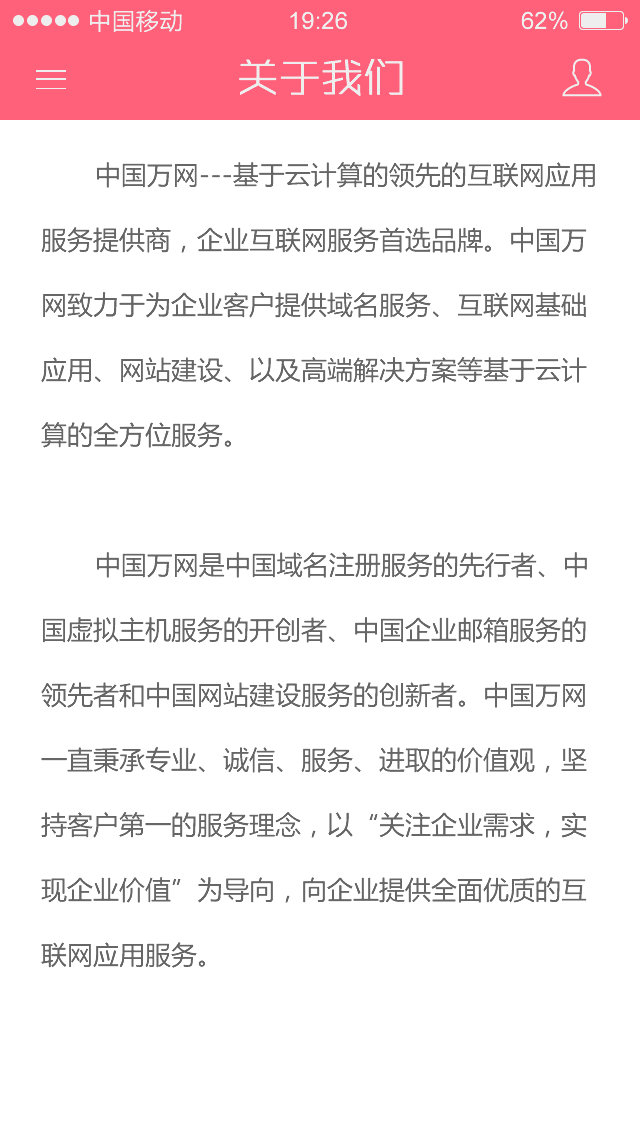 中国移动 19:26 62%
关于我们
中国万网---基于云计算的领先的互联网应用
服务提供商，企业互联网服务首选品牌。中国万
网致力于为企业客户提供域名服务、互联网基础
应用、网站建设、以及高端解决方案等基于云计
算的全方位服务。
中国万网是中国域名注册服务的先行者、中
国虚拟主机服务的开创者、中国企业邮箱服务的
领先者和中国网站建设服务的创新者。中国万网
一直秉承专业、诚信、服务、进取的价值观，坚
持客户第一的服务理念，以“关注企业需求，实
现企业价值”为导向，向企业提供全面优质的互
联网应用服务。